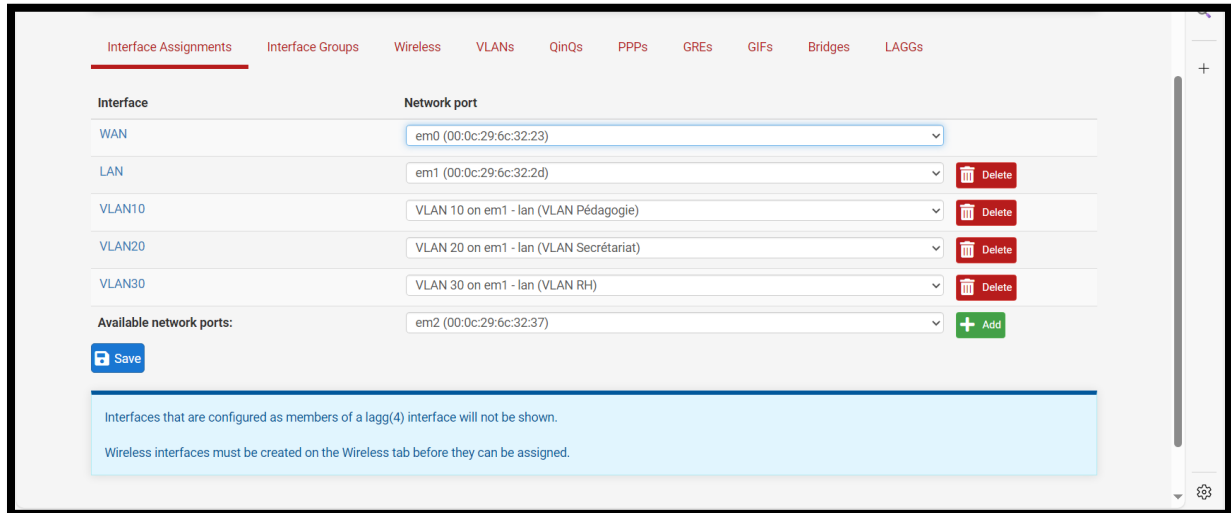 Interface Assignments Interface Groups Wireless VLANs QinQs PPPs GREs GIFs Bridges LAGGs
Interface Network port
WAN em0 (00:0c:29:6c:32:23)
LAN em1 (00:0c:29:6c:32:2d) Delete
VLAN10 VLAN 10 on em1 - lan (VLAN Pédagogie) Delete
VLAN20 VLAN 20 on em1 - lan (VLAN Secrétariat) Delete
VLAN30 VLAN 30 on em1 - lan (VLAN RH) Delete
Available network ports: em2 (00:0c:29:6c:32:37) Add
Save
Interfaces that are configured as members of a lagg(4) interface will not be shown.
Wireless interfaces must be created on the Wireless tab before they can be assigned.